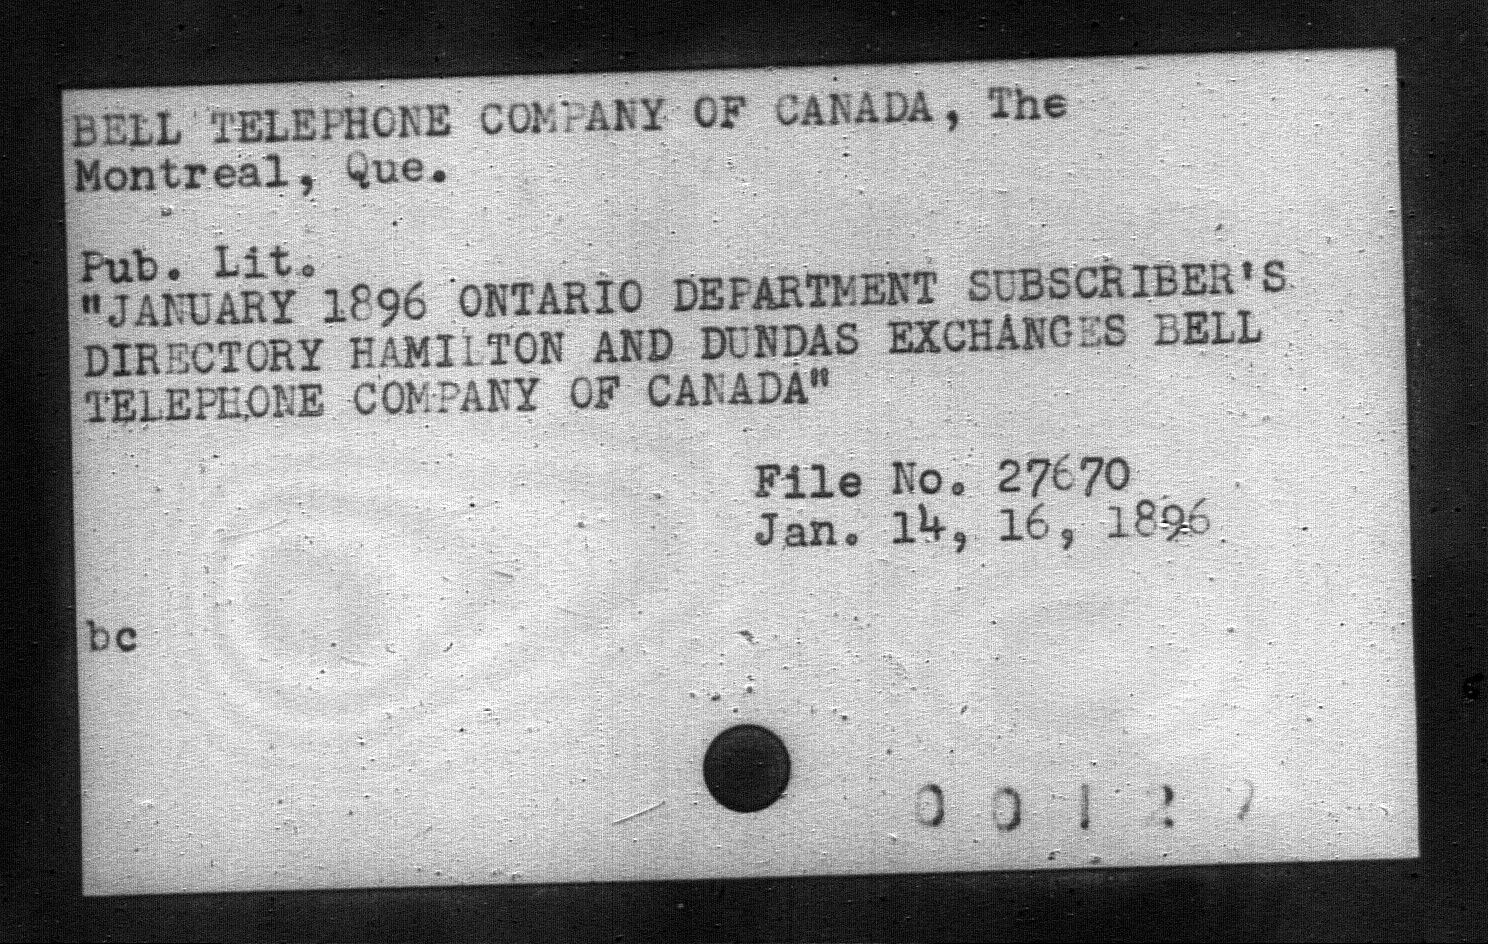 BELL TELEPHONE COMPANY OF CANADA, The
Montreal, Que.
Pub. Lit.
"JANUARY 1896 ONTARIO DEPARTMENT SUBSCRIBER'S
DIRECTORY HAMILTON AND DUNDAS EXCHANGES BELL
TELEPHONE COMPANY OF CANADA"
File No. 27670
Jan. 14, 16, 1896
bc